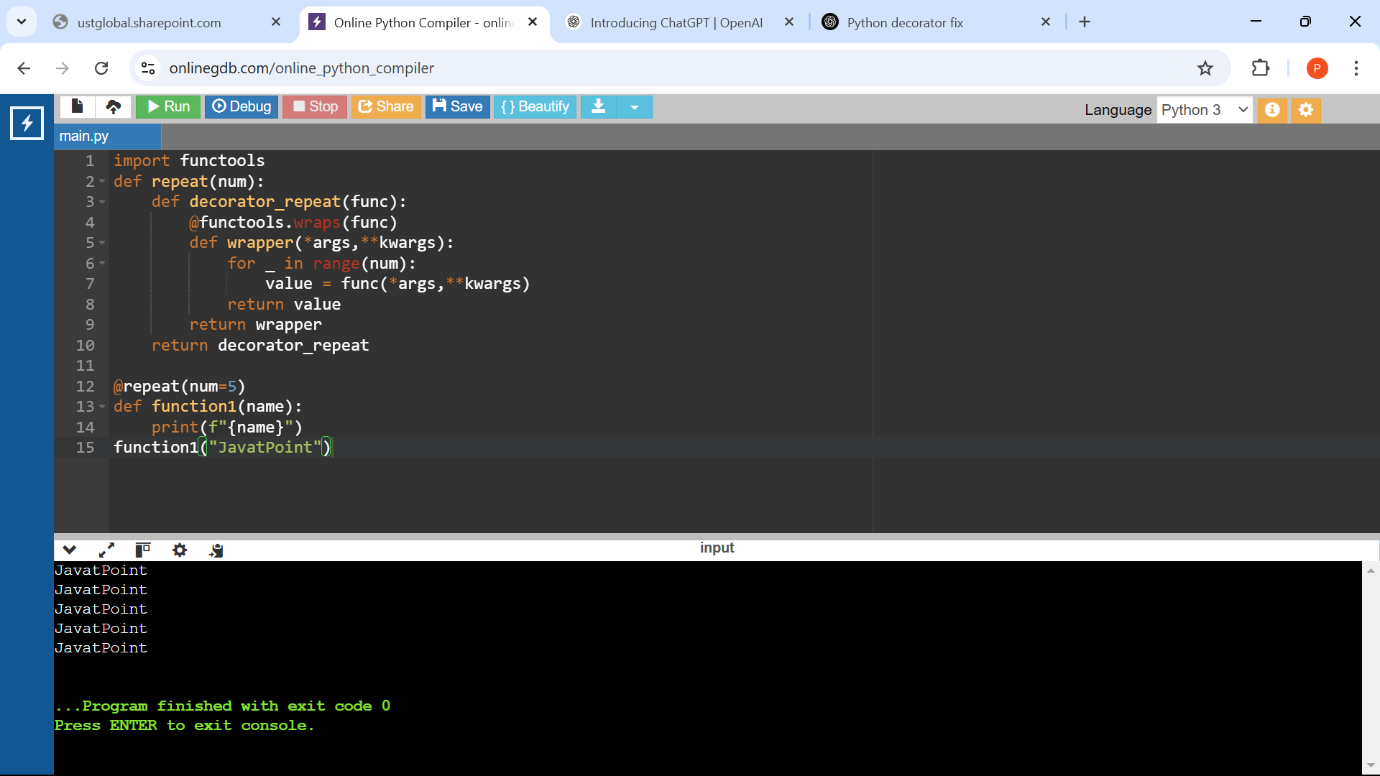 ustglobal.sharepoint.com
Online Python Compiler - onlin
Introducing ChatGPT | OpenAI
Python decorator fix
onlinegdb.com/online_python_compiler
P
Run Debug Stop Share Save { } Beautify
Language Python 3
main.py
1 import functools
2 def repeat(num):
3     def decorator_repeat(func):
4         @functools.wraps(func)
5         def wrapper(*args,**kwargs):
6             for _ in range(num):
7                 value = func(*args,**kwargs)
8             return value
9         return wrapper
10     return decorator_repeat
11
12 @repeat(num=5)
13 def function1(name):
14     print(f"{name}")
15 function1("JavatPoint")
input
JavatPoint
JavatPoint
JavatPoint
JavatPoint
JavatPoint
...Program finished with exit code 0
Press ENTER to exit console.